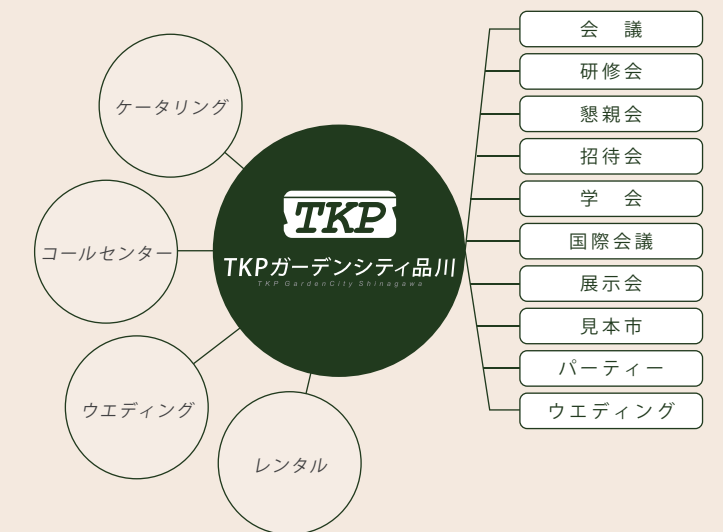 ケータリング
コールセンター
ウエディング
レンタル
TKP
TKPガーデンシティ品川
TKP GardenCity Shinagawa
会　議
研修会
懇親会
招待会
学　会
国際会議
展示会
見本市
パーティー
ウエディング